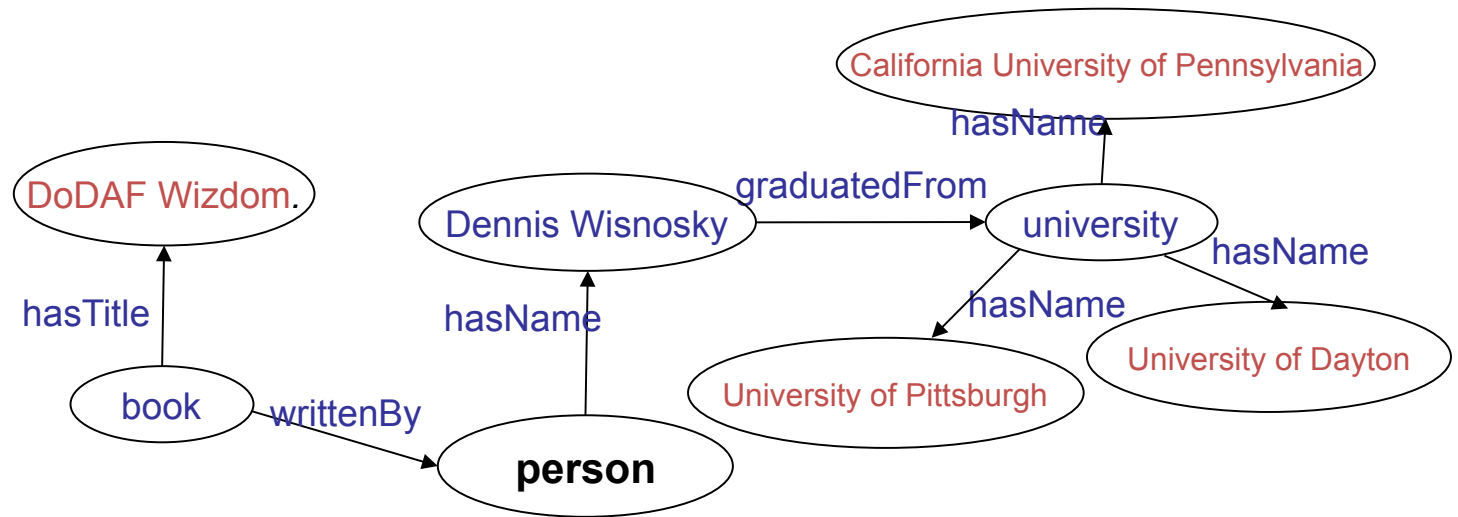 California University of Pennsylvania
hasName
DoDAF Wizdom.
graduatedFrom
Dennis Wisnosky
university
hasName
hasTitle
hasName
hasName
University of Dayton
University of Pittsburgh
book
writtenBy
person